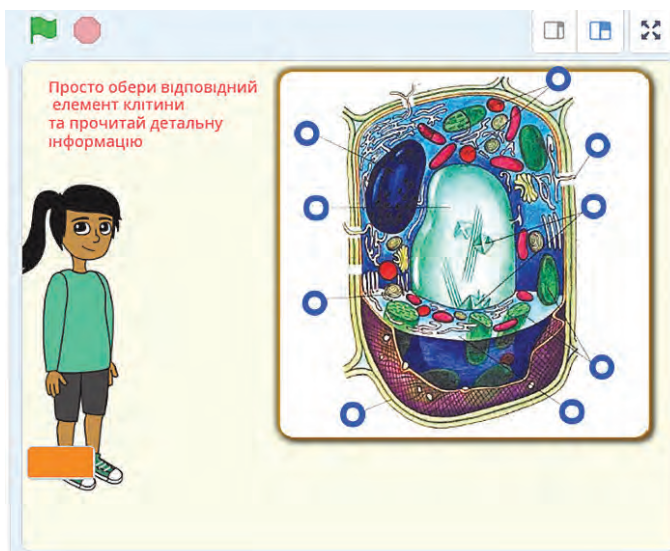 Просто обери відповідний
елемент клітини
та прочитай детальну
інформацію